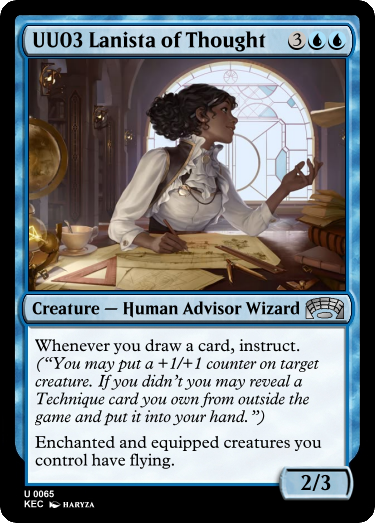 UU03 Lanista of Thought 3
Creature — Human Advisor Wizard
Whenever you draw a card, instruct.
(“You may put a +1/+1 counter on target
creature. If you didn’t you may reveal a
Technique card you own from outside the
game and put it into your hand.”)
Enchanted and equipped creatures you
control have flying.
2/3
U 0065
KEC HARYZA